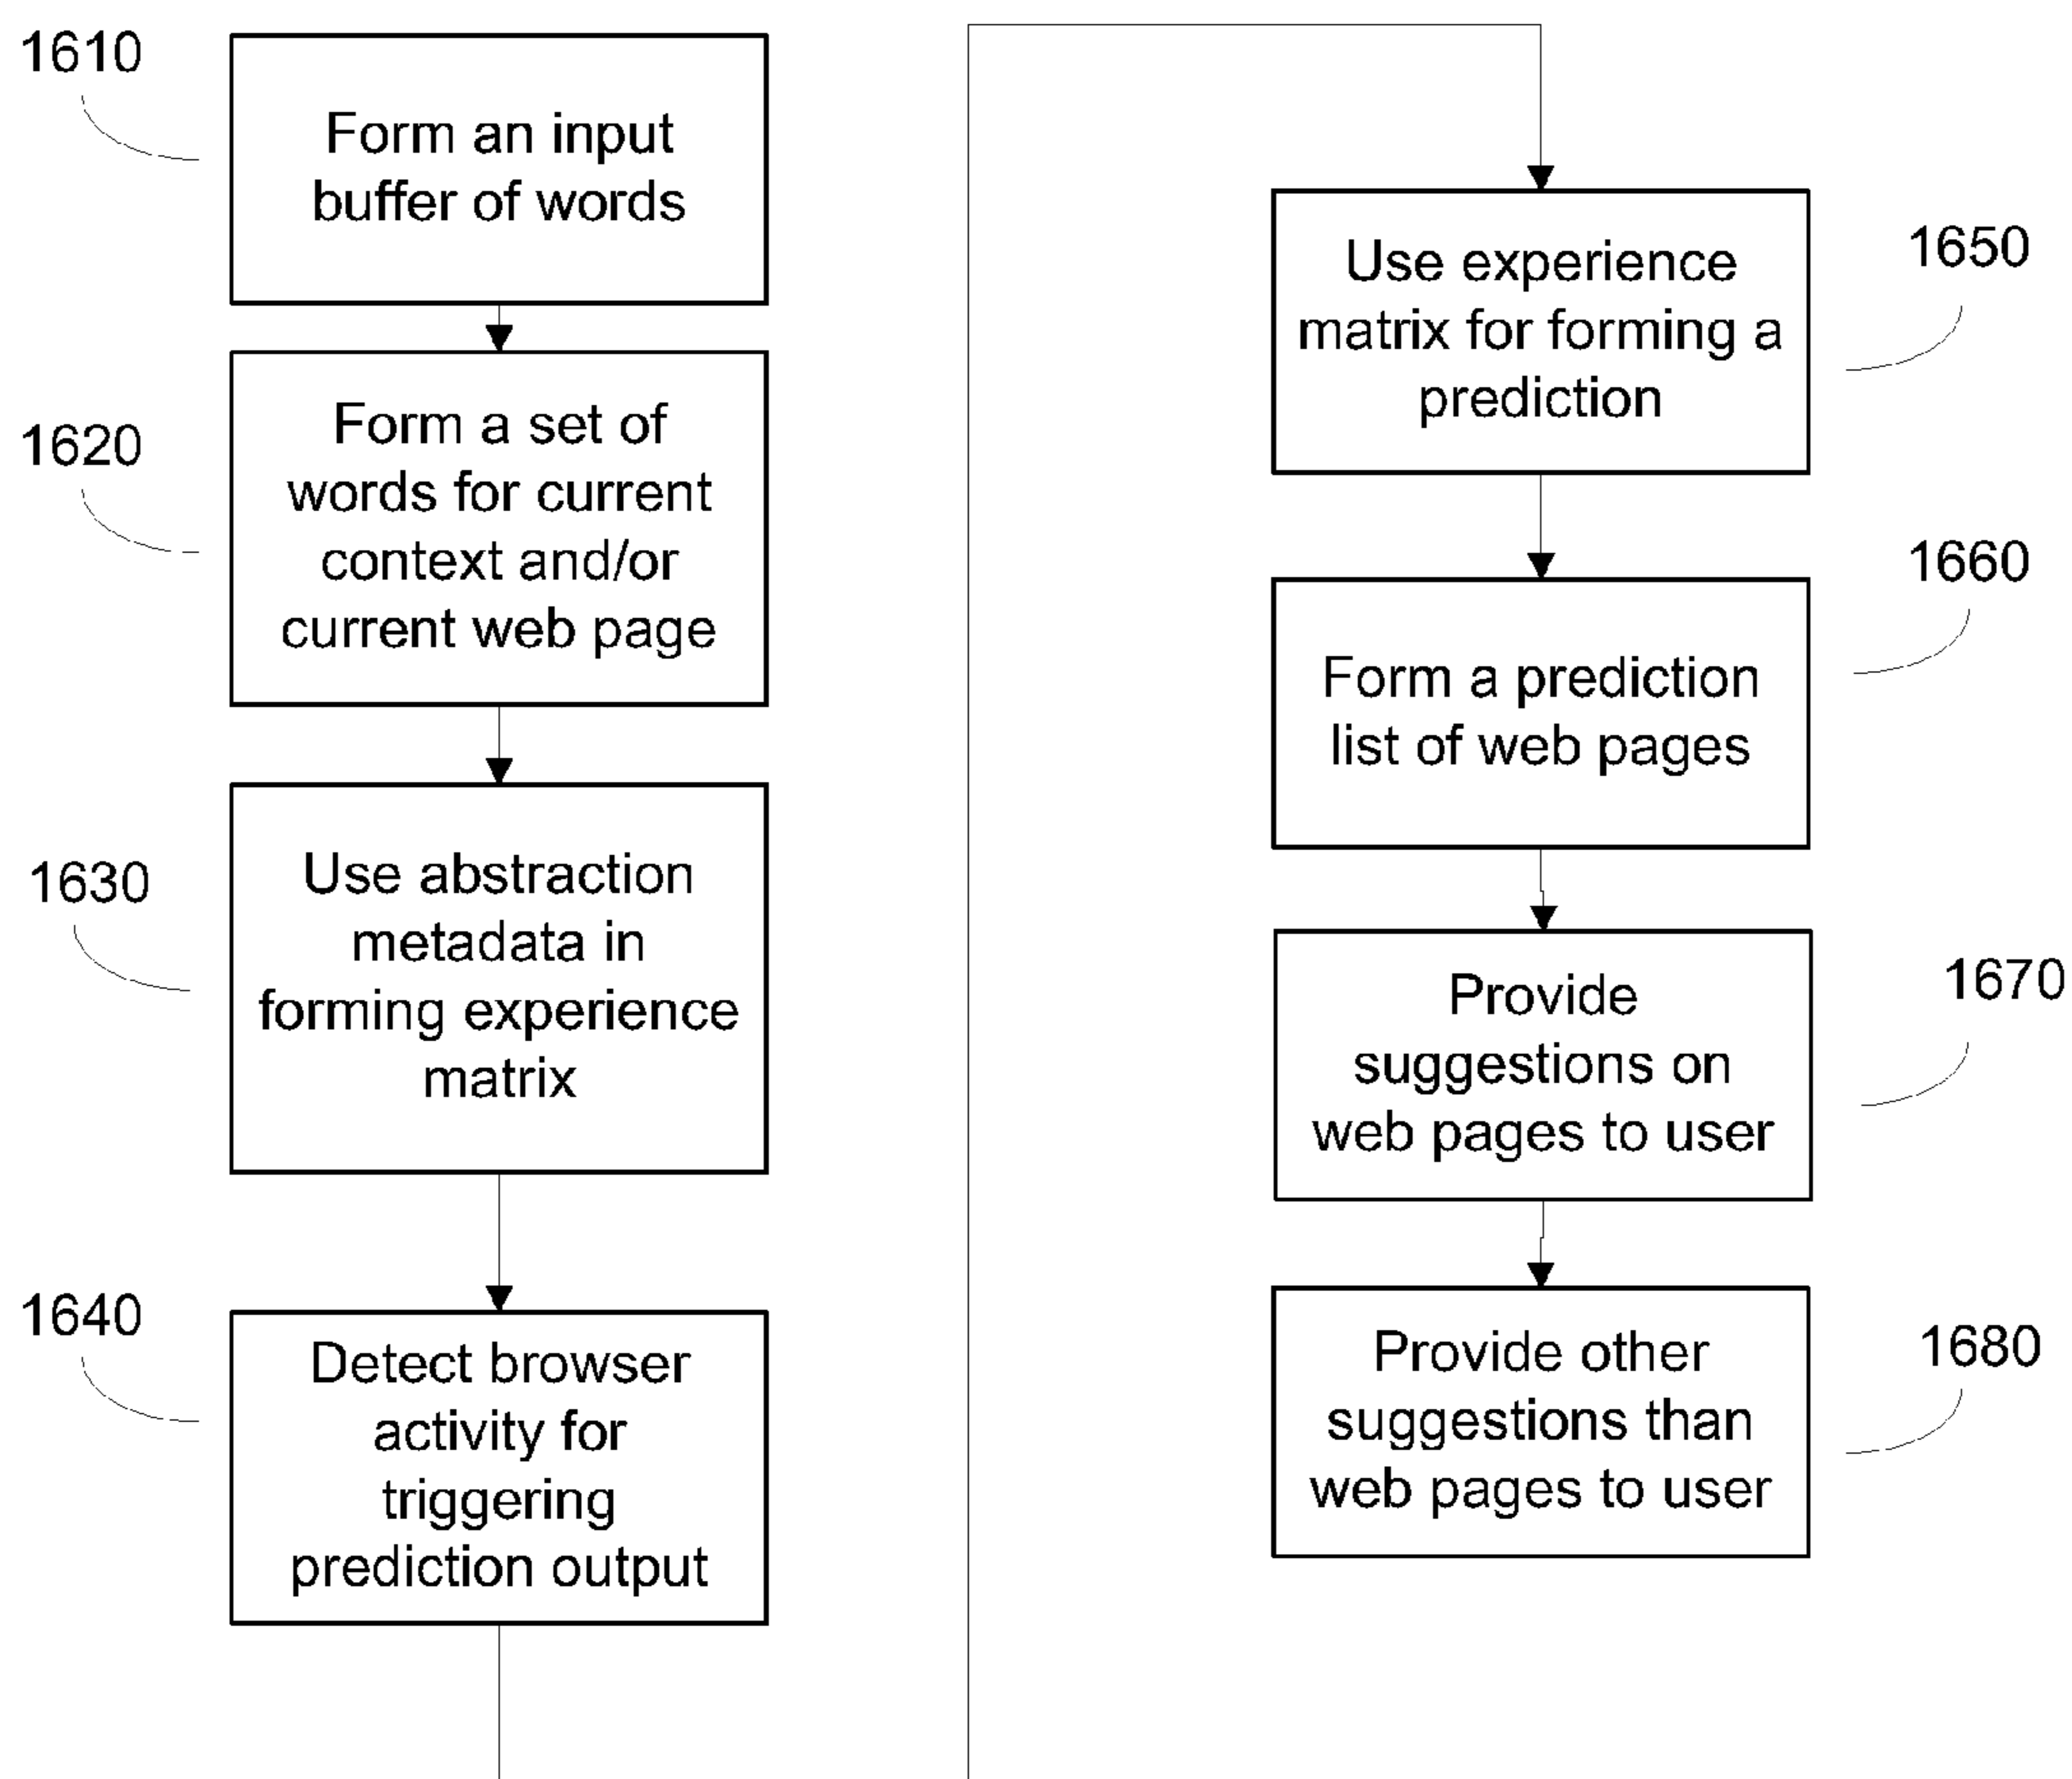 1610
Form an input
buffer of words
1620
Form a set of
words for current
context and/or
current web page
1630
Use abstraction
metadata in
forming experience
matrix
1640
Detect browser
activity for
triggering
prediction output
1650
Use experience
matrix for forming a
prediction
1660
Form a prediction
list of web pages
1670
Provide
suggestions on
web pages to user
1680
Provide other
suggestions than
web pages to user